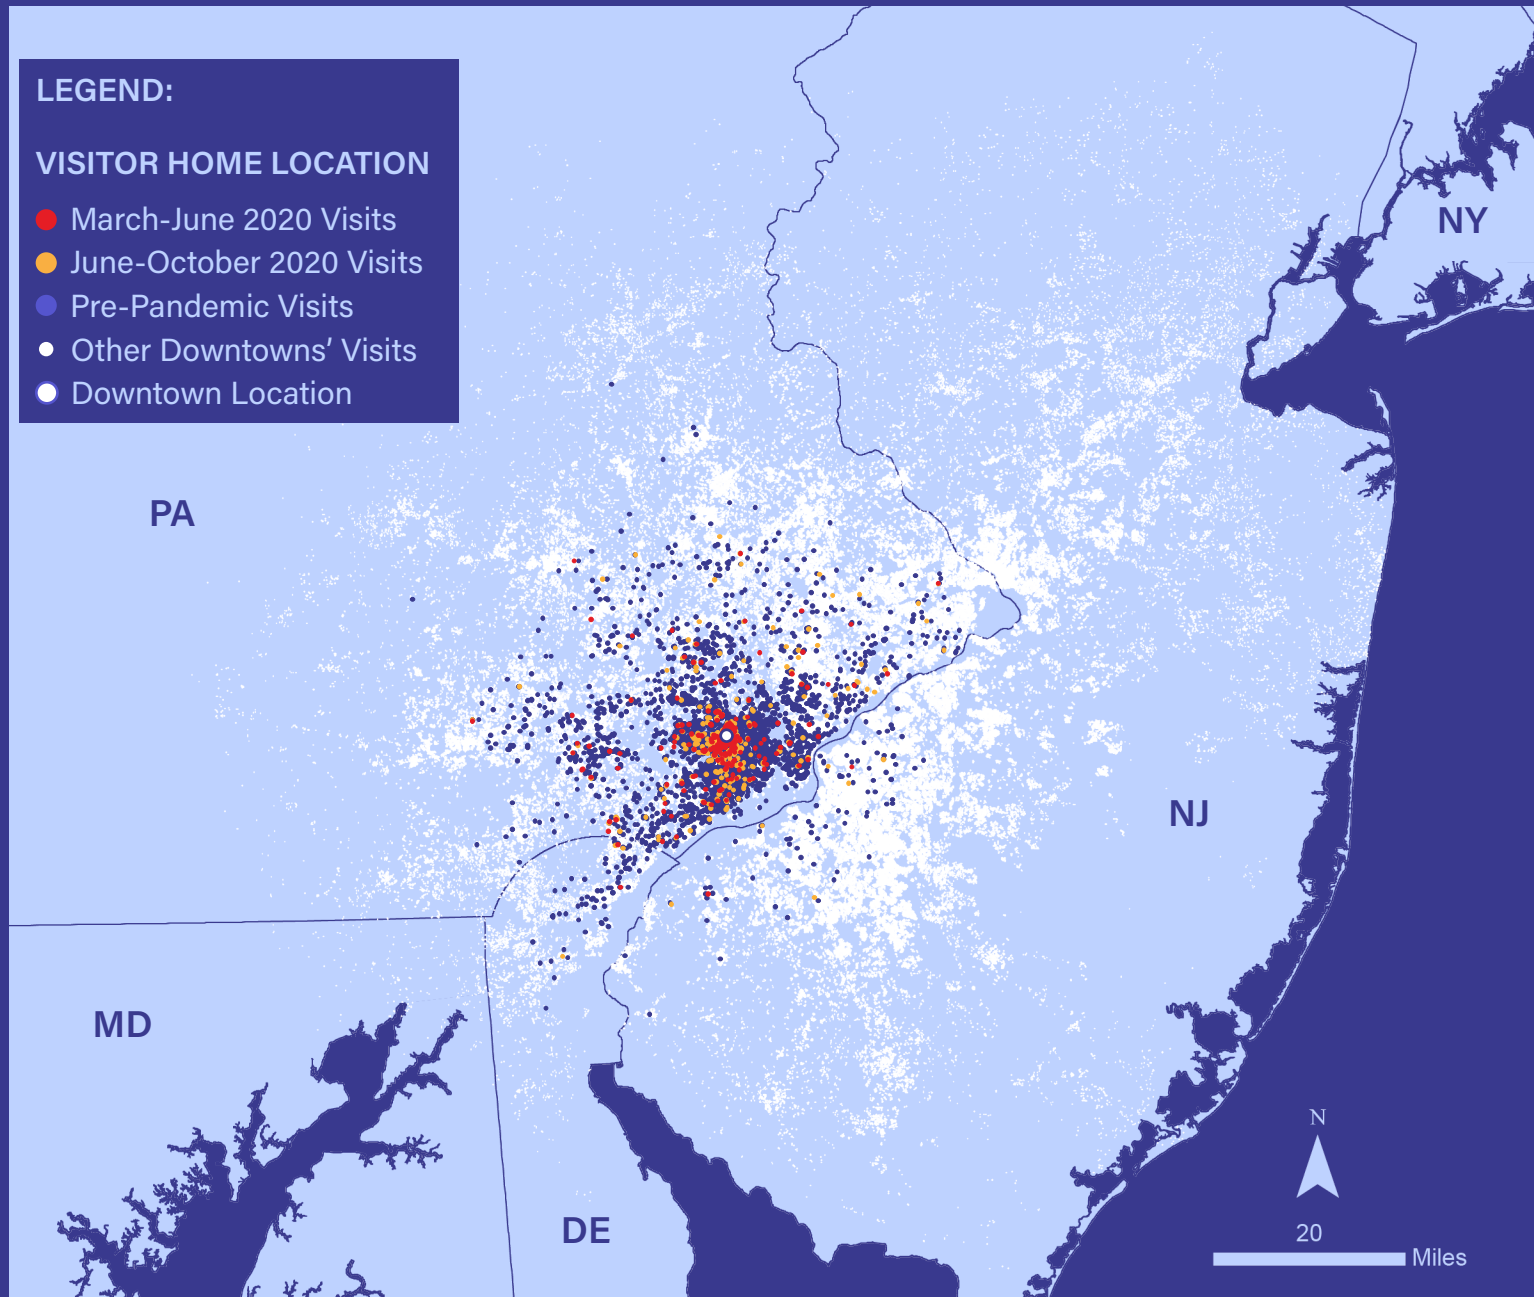 LEGEND:
VISITOR HOME LOCATION
March-June 2020 Visits
June-October 2020 Visits
Pre-Pandemic Visits
Other Downtowns’ Visits
Downtown Location
NY
PA
NJ
MD
DE
N
20
Miles